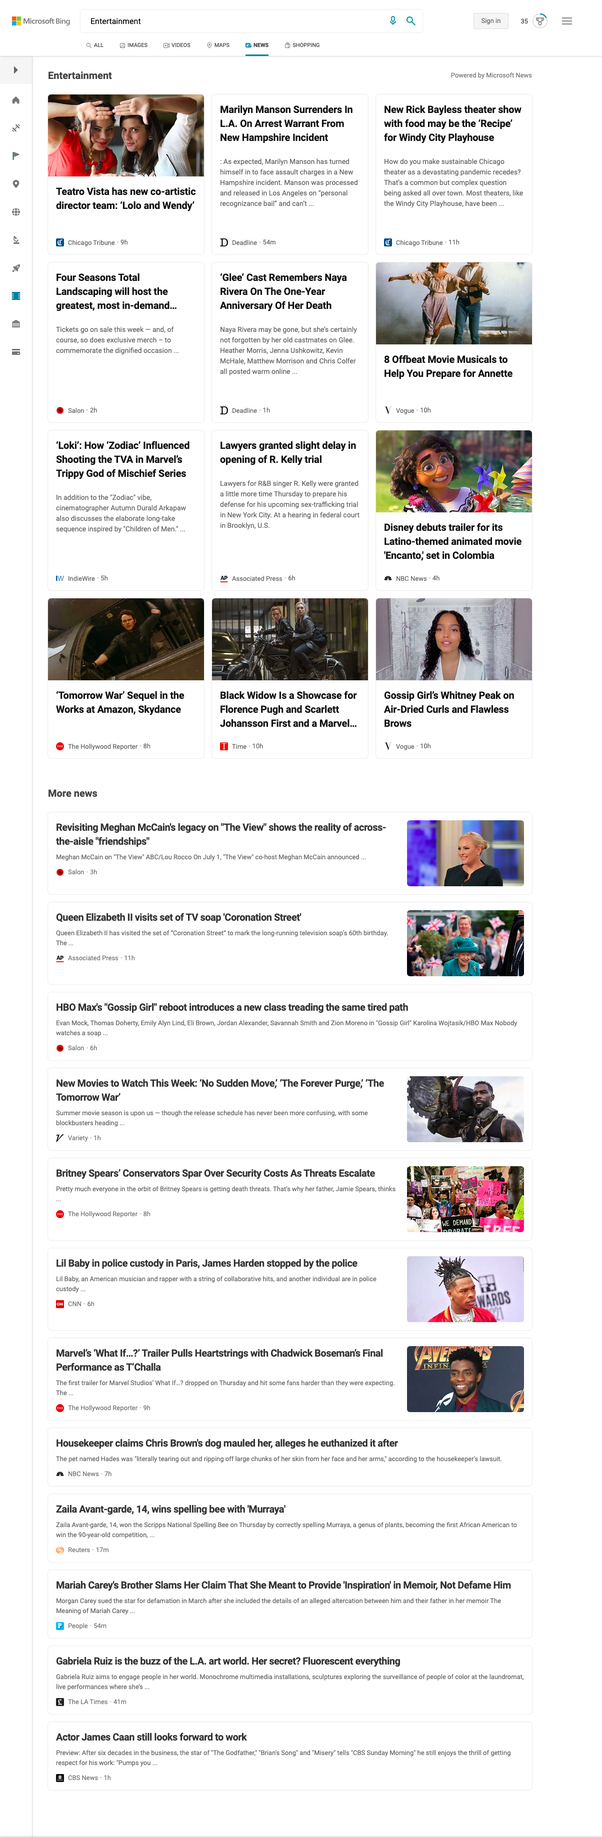 Microsoft Bing
Entertainment
Sign in
35
ALL
IMAGES
VIDEOS
MAPS
NEWS
SHOPPING
Entertainment
Powered by Microsoft News
Teatro Vista has new co-artistic
director team: 'Lolo and Wendy'
Chicago Tribune · 9h
Marilyn Manson Surrenders In
L.A. On Arrest Warrant From
New Hampshire Incident
: As expected, Marilyn Manson has turned
himself in to face assault charges in a New
Hampshire incident. Manson was processed
and released in Los Angeles on "personal
recognizance bail" and can't ...
Deadline · 54m
New Rick Bayless theater show
with food may be the 'Recipe'
for Windy City Playhouse
How do you make sustainable Chicago
theater as a devastating pandemic recedes?
That's a common but complex question
being asked all over town. Most theaters, like
the Windy City Playhouse, have been ...
Chicago Tribune · 11h
Four Seasons Total
Landscaping will host the
greatest, most in-demand...
Tickets go on sale this week — and, of
course, so does exclusive merch – to
commemorate the dignified occasion ...
Salon · 2h
'Glee' Cast Remembers Naya
Rivera On The One-Year
Anniversary Of Her Death
Naya Rivera may be gone, but she's certainly
not forgotten by her old castmates on Glee.
Heather Morris, Jenna Ushkowitz, Kevin
McHale, Matthew Morrison and Chris Colfer
all posted warm online ...
Deadline · 1h
8 Offbeat Movie Musicals to
Help You Prepare for Annette
Vogue · 10h
'Loki': How 'Zodiac' Influenced
Shooting the TVA in Marvel's
Trippy God of Mischief Series
In addition to the "Zodiac" vibe,
cinematographer Autumn Durald Arkapaw
also discusses the elaborate long-take
sequence inspired by "Children of Men." ...
IndieWire · 5h
Lawyers granted slight delay in
opening of R. Kelly trial
Lawyers for R&B singer R. Kelly were granted
a little more time Thursday to prepare his
defense for his upcoming sex-trafficking trial
in New York City. At a hearing in federal court
in Brooklyn, U.S.
AP Associated Press · 6h
Disney debuts trailer for its
Latino-themed animated movie
'Encanto,' set in Colombia
NBC News · 4h
'Tomorrow War' Sequel in the
Works at Amazon, Skydance
The Hollywood Reporter · 8h
Black Widow Is a Showcase for
Florence Pugh and Scarlett
Johansson First and a Marvel...
Time · 10h
Gossip Girl's Whitney Peak on
Air-Dried Curls and Flawless
Brows
Vogue · 10h
More news
Revisiting Meghan McCain's legacy on "The View" shows the reality of across-
the-aisle "friendships"
Meghan McCain on "The View" ABC/Lou Rocco On July 1, "The View" co-host Meghan McCain announced ...
Salon · 3h
Queen Elizabeth II visits set of TV soap 'Coronation Street'
Queen Elizabeth II has visited the set of "Coronation Street" to mark the long-running television soap's 60th birthday.
The ...
AP Associated Press · 11h
HBO Max's "Gossip Girl" reboot introduces a new class treading the same tired path
Evan Mock, Thomas Doherty, Emily Alyn Lind, Eli Brown, Jordan Alexander, Savannah Smith and Zion Moreno in "Gossip Girl" Karolina Wojtasik/HBO Max Nobody
watches a soap ...
Salon · 6h
New Movies to Watch This Week: 'No Sudden Move,' 'The Forever Purge,' 'The
Tomorrow War'
Summer movie season is upon us — though the release schedule has never been more confusing, with some
blockbusters heading ...
Variety · 1h
Britney Spears' Conservators Spar Over Security Costs As Threats Escalate
Pretty much everyone in the orbit of Britney Spears is getting death threats. That's why her father, Jamie Spears, thinks
...
The Hollywood Reporter · 8h
WE DEMAND
FREE
Lil Baby in police custody in Paris, James Harden stopped by the police
Lil Baby, an American musician and rapper with a string of collaborative hits, and another individual are in police
custody ...
CNN · 6h
WARDS
Marvel's 'What If…?' Trailer Pulls Heartstrings with Chadwick Boseman's Final
Performance as T'Challa
The first trailer for Marvel Studios' What If…? dropped on Thursday and hit some fans harder than they were expecting.
The ...
The Hollywood Reporter · 9h
AVENGERS
Housekeeper claims Chris Brown's dog mauled her, alleges he euthanized it after
The pet named Hades was "literally tearing out and ripping off large chunks of her skin from her face and her arms," according to the housekeeper's lawsuit.
NBC News · 7h
Zaila Avant-garde, 14, wins spelling bee with 'Murraya'
Zaila Avant-garde, 14, won the Scripps National Spelling Bee on Thursday by correctly spelling Murraya, a genus of plants, becoming the first African American to
win the 90-year-old competition, ...
Reuters · 17m
Mariah Carey's Brother Slams Her Claim That She Meant to Provide 'Inspiration' in Memoir, Not Defame Him
Morgan Carey sued the star for defamation in March after she included the details of an alleged altercation between him and their father in her memoir The
Meaning of Mariah Carey ...
People · 54m
Gabriela Ruiz is the buzz of the L.A. art world. Her secret? Fluorescent everything
Gabriela Ruiz aims to engage people in her world. Monochrome multimedia installations, sculptures exploring the surveillance of people of color at the laundromat,
live performances where she's ...
The LA Times · 41m
Actor James Caan still looks forward to work
Preview: After six decades in the business, the star of "The Godfather," "Brian's Song" and "Misery" tells "CBS Sunday Morning" he still enjoys the thrill of getting
respect for his work: "Pumps you ...
CBS News · 1h